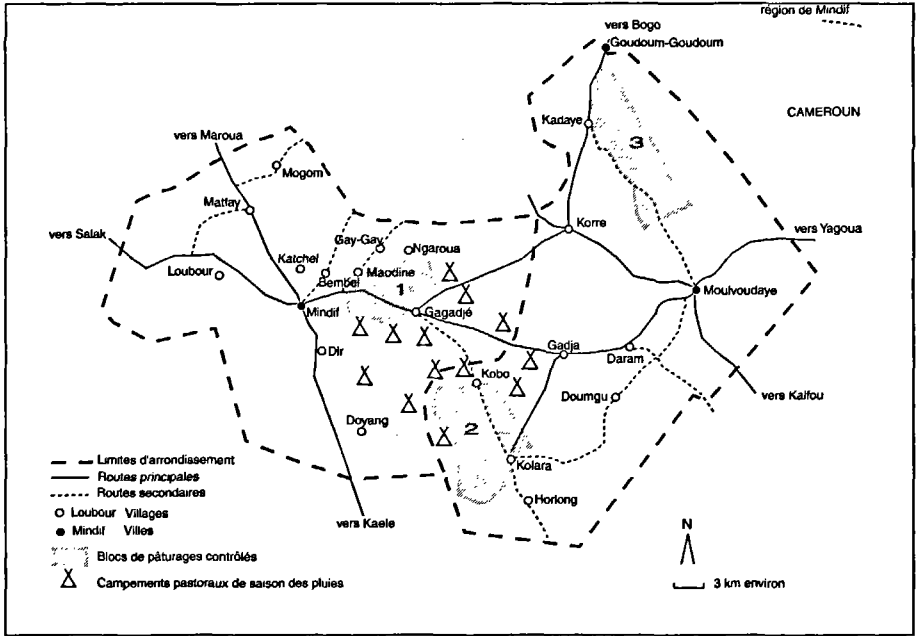 région de Mindif
vers Bogo
Goudoum-Goudoum
CAMEROUN
Kadaye
3
vers Maroua
Mogom
Matfay
vers Salak
Korre
vers Yagoua
Gay-Gay
Ngaroua
Katchel
Loubour
Bembel
Maodine
1
Moulvoudaye
Mindif
Gagadjé
Dir
Gadja
Daram
Kobo
Doumgu
vers Kalfou
2
Doyang
Kolara
Horlong
vers Kaele
Limites d'arrondissement
Routes principales
Routes secondaires
Loubour Villages
Mindif Villes
Blocs de pâturages contrôlés
Campements pastoraux de saison des pluies
N
3 km environ